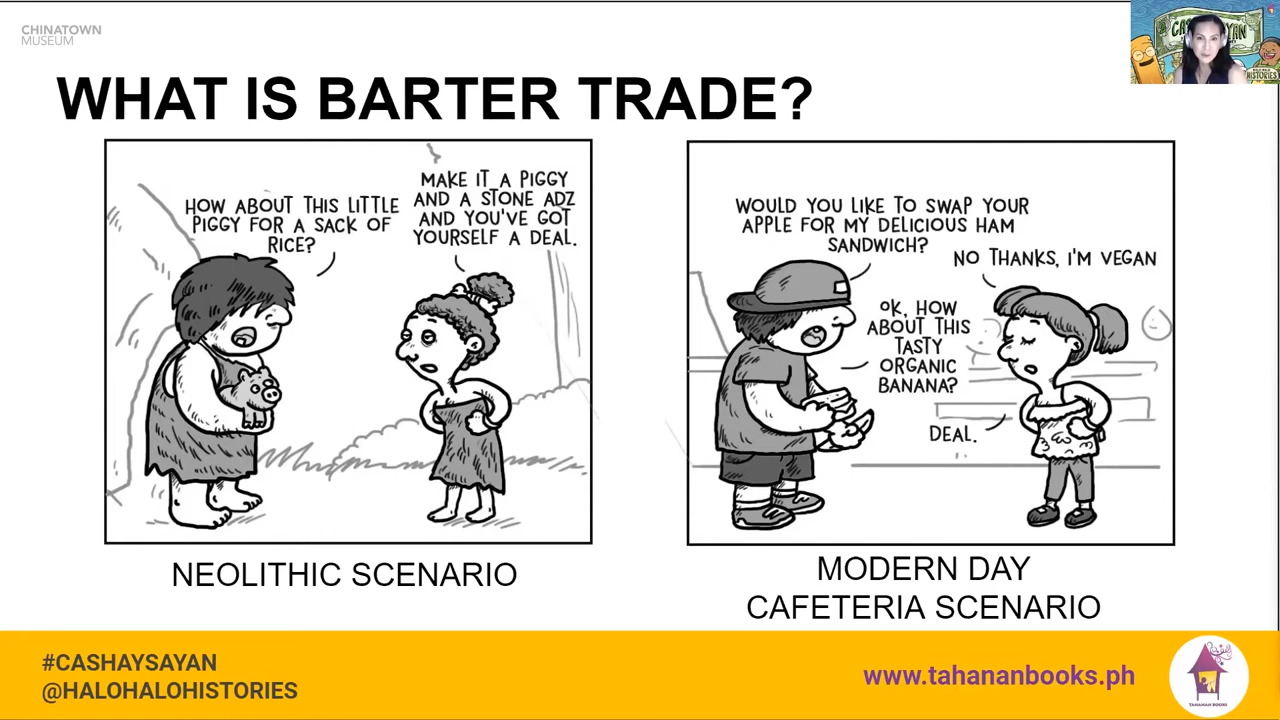 CHINATOWN
MUSEUM
WHAT IS BARTER TRADE?
HOW ABOUT THIS LITTLE
PIGGY FOR A SACK OF
RICE?
MAKE IT A PIGGY
AND A STONE ADZ
AND YOU'VE GOT
YOURSELF A DEAL.
NEOLITHIC SCENARIO
WOULD YOU LIKE TO SWAP YOUR
APPLE FOR MY DELICIOUS HAM
SANDWICH?
NO THANKS, I'M VEGAN
OK, HOW
ABOUT THIS
TASTY
ORGANIC
BANANA?
DEAL.
MODERN DAY
CAFETERIA SCENARIO
#CASHAYSAYAN
@HALOHALOHISTORIES
www.tahananbooks.ph
TAHANAN BOOKS
HISTORIES